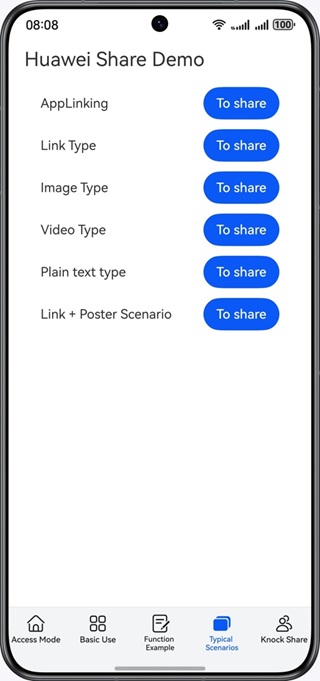 08:08
100
Huawei Share Demo
AppLinking To share
Link Type To share
Image Type To share
Video Type To share
Plain text type To share
Link + Poster Scenario To share
Access Mode
Basic Use
Function
Example
Typical
Scenarios
Knock Share